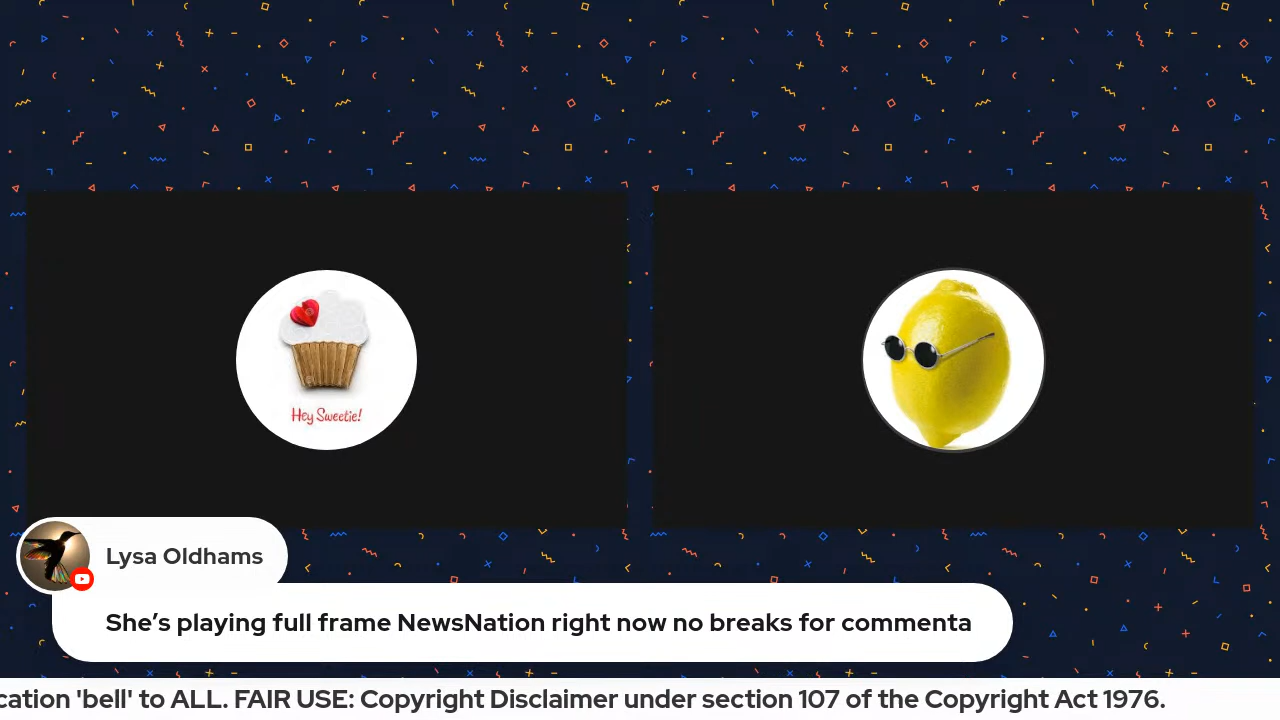 Hey Sweetie!
Lysa Oldhams
She’s playing full frame NewsNation right now no breaks for commenta
cation 'bell' to ALL. FAIR USE: Copyright Disclaimer under section 107 of the Copyright Act 1976.